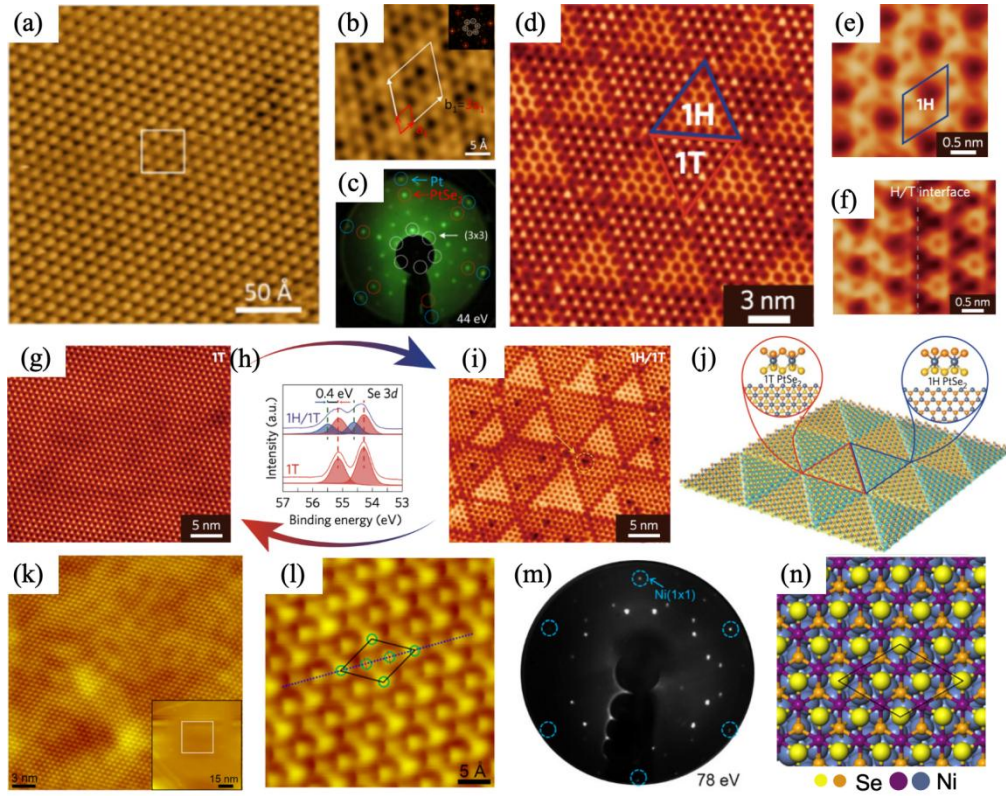 (a)
50 Å
(b)
b₁=3a₁
5 Å
(c)
Pt
PtSe₂
(3x3)
44 eV
(d)
1H
1T
3 nm
(e)
1H
0.5 nm
(f)
H/T interface
0.5 nm
(g)
1T
5 nm
(h)
0.4 eV
Se 3d
1H/1T
1T
Intensity (a.u.)
57 56 55 54 53
Binding energy (eV)
(i)
1H/1T
5 nm
(j)
1T PtSe₂
1H PtSe₂
(k)
3 nm
15 nm
(l)
5 Å
(m)
Ni(1x1)
78 eV
(n)
Se Ni